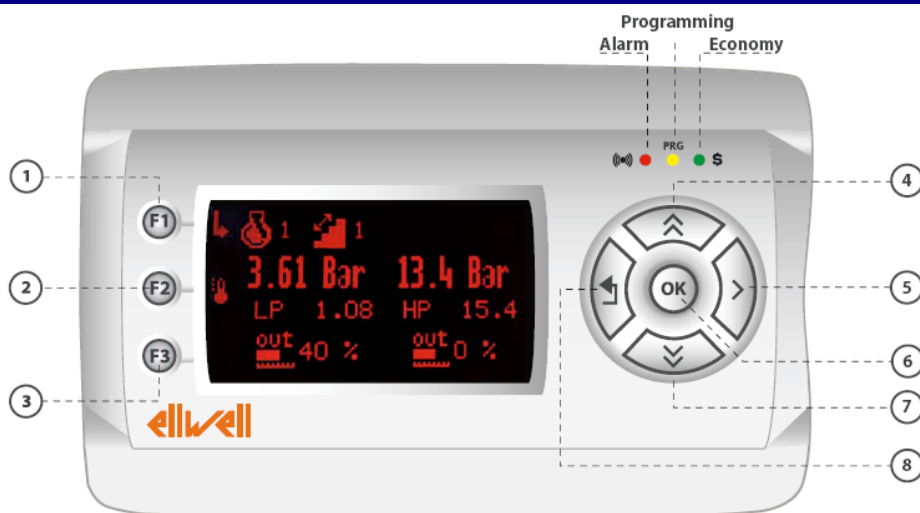 Programming
Alarm Economy
PRG
$
1
4
F1
1 1
2
F2
3.61 Bar 13.4 Bar
OK
5
LP 1.08 HP 15.4
out 40 % out 0 %
3
F3
6
7
ellwell
8